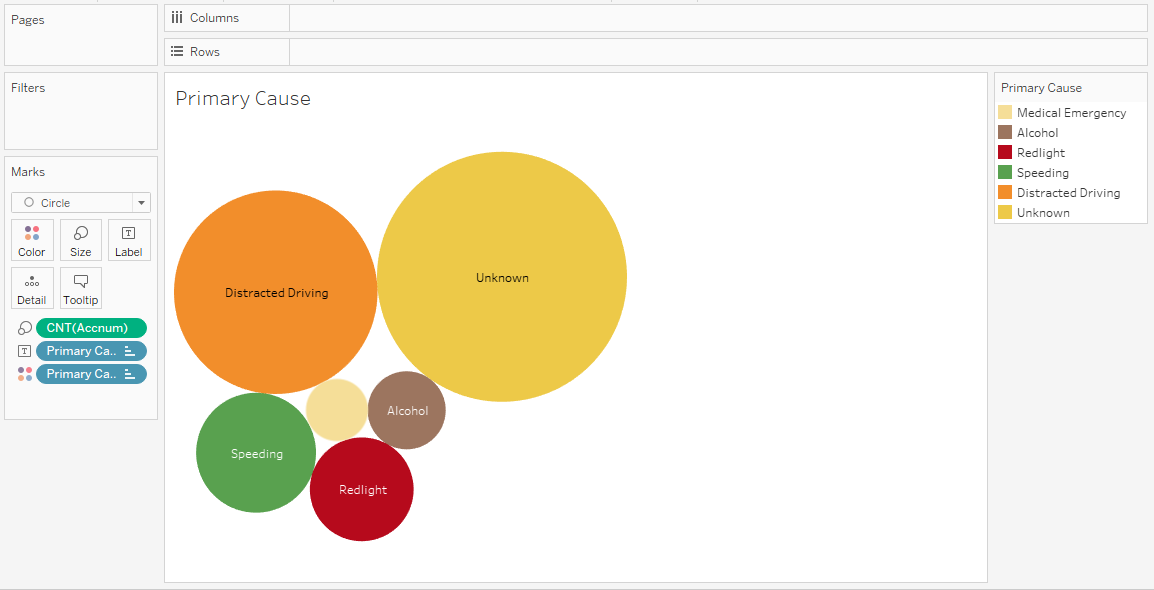 Pages
Columns
Rows
Filters
Marks
Circle
Color
Size
Label
Detail
Tooltip
CNT(Accnum)
Primary Ca..
Primary Ca..
Primary Cause
Distracted Driving
Unknown
Alcohol
Speeding
Redlight
Primary Cause
Medical Emergency
Alcohol
Redlight
Speeding
Distracted Driving
Unknown